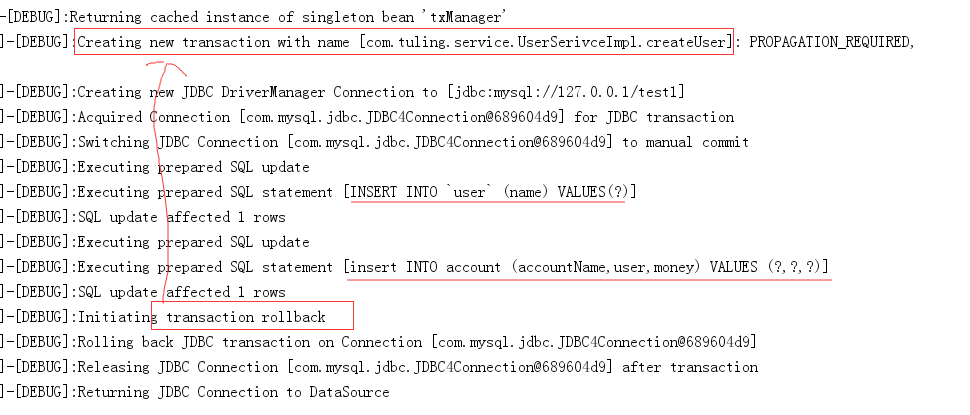 -[DEBUG]:Returning cached instance of singleton bean 'txManager'
]-[DEBUG]:Creating new transaction with name [com.tuling.service.UserSerivceImpl.createUser]: PROPAGATION_REQUIRED,
]-[DEBUG]:Creating new JDBC DriverManager Connection to [jdbc:mysql://127.0.0.1/test1]
]-[DEBUG]:Acquired Connection [com.mysql.jdbc.JDBC4Connection@689604d9] for JDBC transaction
]-[DEBUG]:Switching JDBC Connection [com.mysql.jdbc.JDBC4Connection@689604d9] to manual commit
]-[DEBUG]:Executing prepared SQL update
]-[DEBUG]:Executing prepared SQL statement [INSERT INTO `user` (name) VALUES(?)]
]-[DEBUG]:SQL update affected 1 rows
]-[DEBUG]:Executing prepared SQL update
]-[DEBUG]:Executing prepared SQL statement [insert INTO account (accountName,user,money) VALUES (?,?,?)]
]-[DEBUG]:SQL update affected 1 rows
]-[DEBUG]:Initiating transaction rollback
]-[DEBUG]:Rolling back JDBC transaction on Connection [com.mysql.jdbc.JDBC4Connection@689604d9]
]-[DEBUG]:Releasing JDBC Connection [com.mysql.jdbc.JDBC4Connection@689604d9] after transaction
]-[DEBUG]:Returning JDBC Connection to DataSource